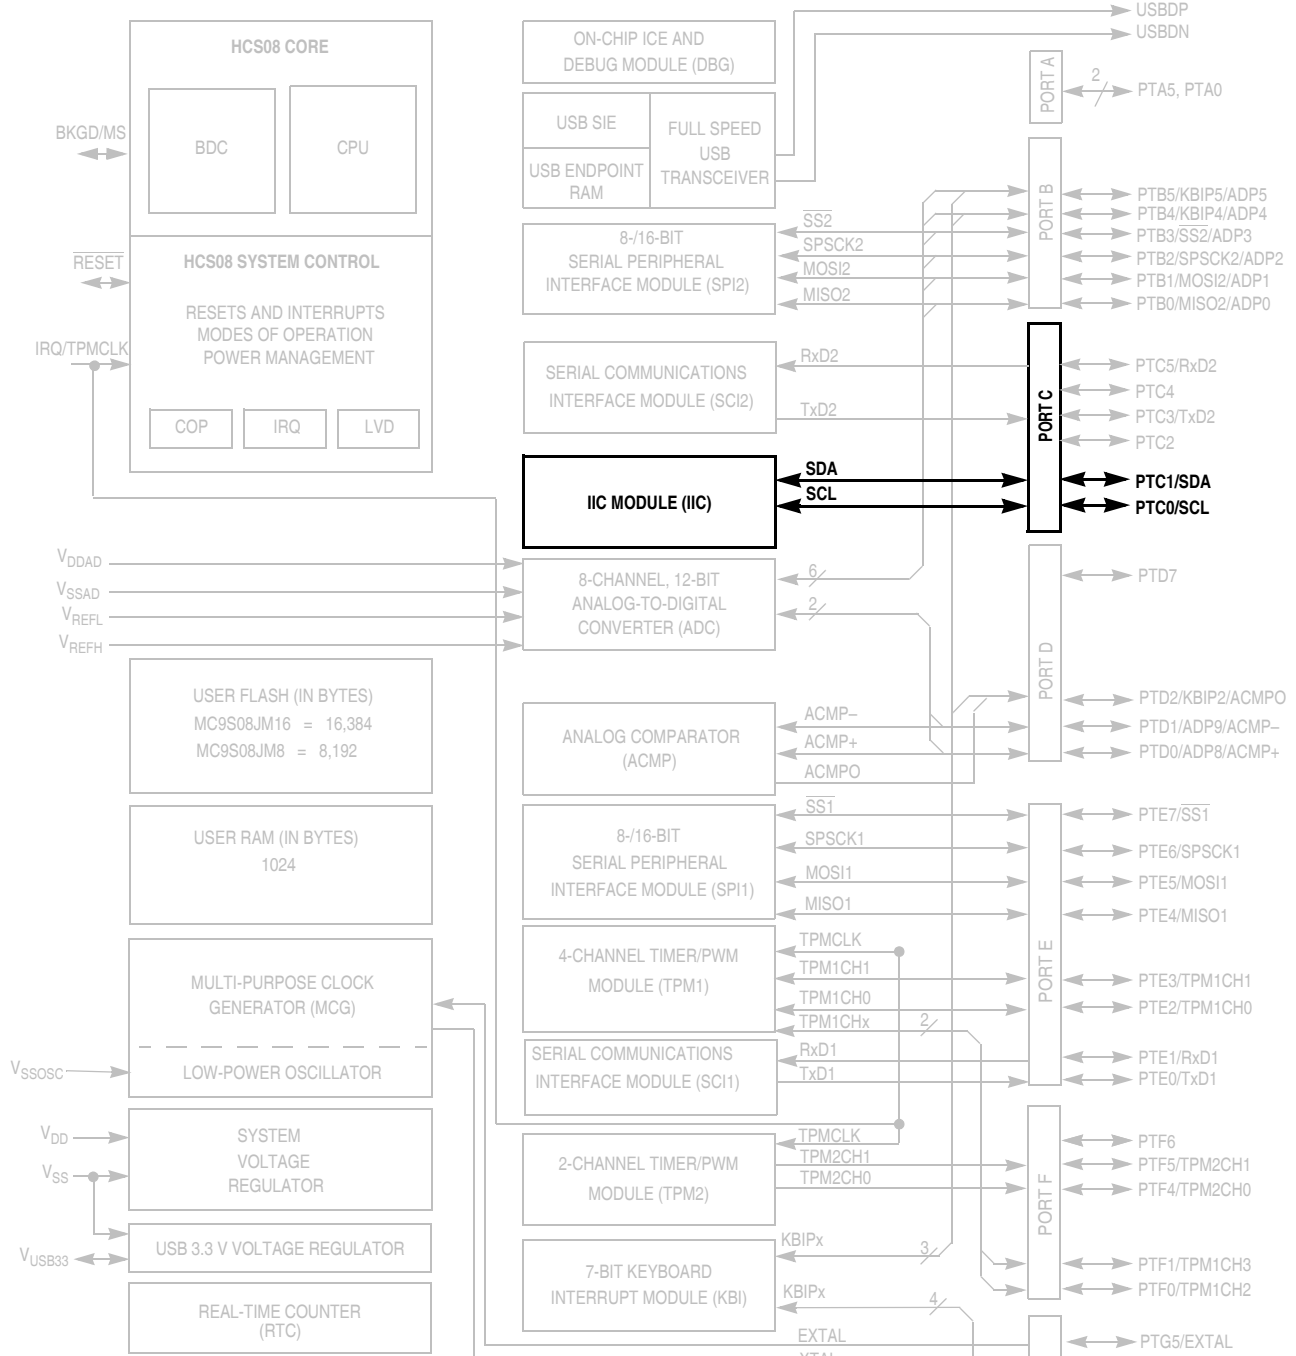 HCS08 CORE
BDC
CPU
BKGD/MS
RESET
HCS08 SYSTEM CONTROL
RESETS AND INTERRUPTS
MODES OF OPERATION
POWER MANAGEMENT
IRQ/TPMCLK
COP
IRQ
LVD
VDDAD
VSSAD
VREFL
VREFH
USER FLASH (IN BYTES)
MC9S08JM16 = 16,384
MC9S08JM8 = 8,192
USER RAM (IN BYTES)
1024
MULTI-PURPOSE CLOCK
GENERATOR (MCG)
LOW-POWER OSCILLATOR
VSSOSC
VDD
VSS
SYSTEM
VOLTAGE
REGULATOR
VUSB33
USB 3.3 V VOLTAGE REGULATOR
REAL-TIME COUNTER
(RTC)
ON-CHIP ICE AND
DEBUG MODULE (DBG)
USB SIE
USB ENDPOINT
RAM
FULL SPEED
USB
TRANSCEIVER
8-/16-BIT
SERIAL PERIPHERAL
INTERFACE MODULE (SPI2)
SS2
SPSCK2
MOSI2
MISO2
SERIAL COMMUNICATIONS
INTERFACE MODULE (SCI2)
RxD2
TxD2
IIC MODULE (IIC)
SDA
SCL
8-CHANNEL, 12-BIT
ANALOG-TO-DIGITAL
CONVERTER (ADC)
6
2
ANALOG COMPARATOR
(ACMP)
ACMP–
ACMP+
ACMPO
8-/16-BIT
SERIAL PERIPHERAL
INTERFACE MODULE (SPI1)
SS1
SPSCK1
MOSI1
MISO1
4-CHANNEL TIMER/PWM
MODULE (TPM1)
TPMCLK
TPM1CH1
TPM1CH0
TPM1CHx
2
SERIAL COMMUNICATIONS
INTERFACE MODULE (SCI1)
RxD1
TxD1
2-CHANNEL TIMER/PWM
MODULE (TPM2)
TPMCLK
TPM2CH1
TPM2CH0
7-BIT KEYBOARD
INTERRUPT MODULE (KBI)
KBIPx
3
KBIPx
4
EXTAL
XTAL
USBDP
USBDN
PORT A
2
PTA5, PTA0
PORT B
PTB5/KBIP5/ADP5
PTB4/KBIP4/ADP4
PTB3/SS2/ADP3
PTB2/SPSCK2/ADP2
PTB1/MOSI2/ADP1
PTB0/MISO2/ADP0
PORT C
PTC5/RxD2
PTC4
PTC3/TxD2
PTC2
PTC1/SDA
PTC0/SCL
PORT D
PTD7
PTD2/KBIP2/ACMPO
PTD1/ADP9/ACMP–
PTD0/ADP8/ACMP+
PORT E
PTE7/SS1
PTE6/SPSCK1
PTE5/MOSI1
PTE4/MISO1
PTE3/TPM1CH1
PTE2/TPM1CH0
PTE1/RxD1
PTE0/TxD1
PORT F
PTF6
PTF5/TPM2CH1
PTF4/TPM2CH0
PTF1/TPM1CH3
PTF0/TPM1CH2
PTG5/EXTAL